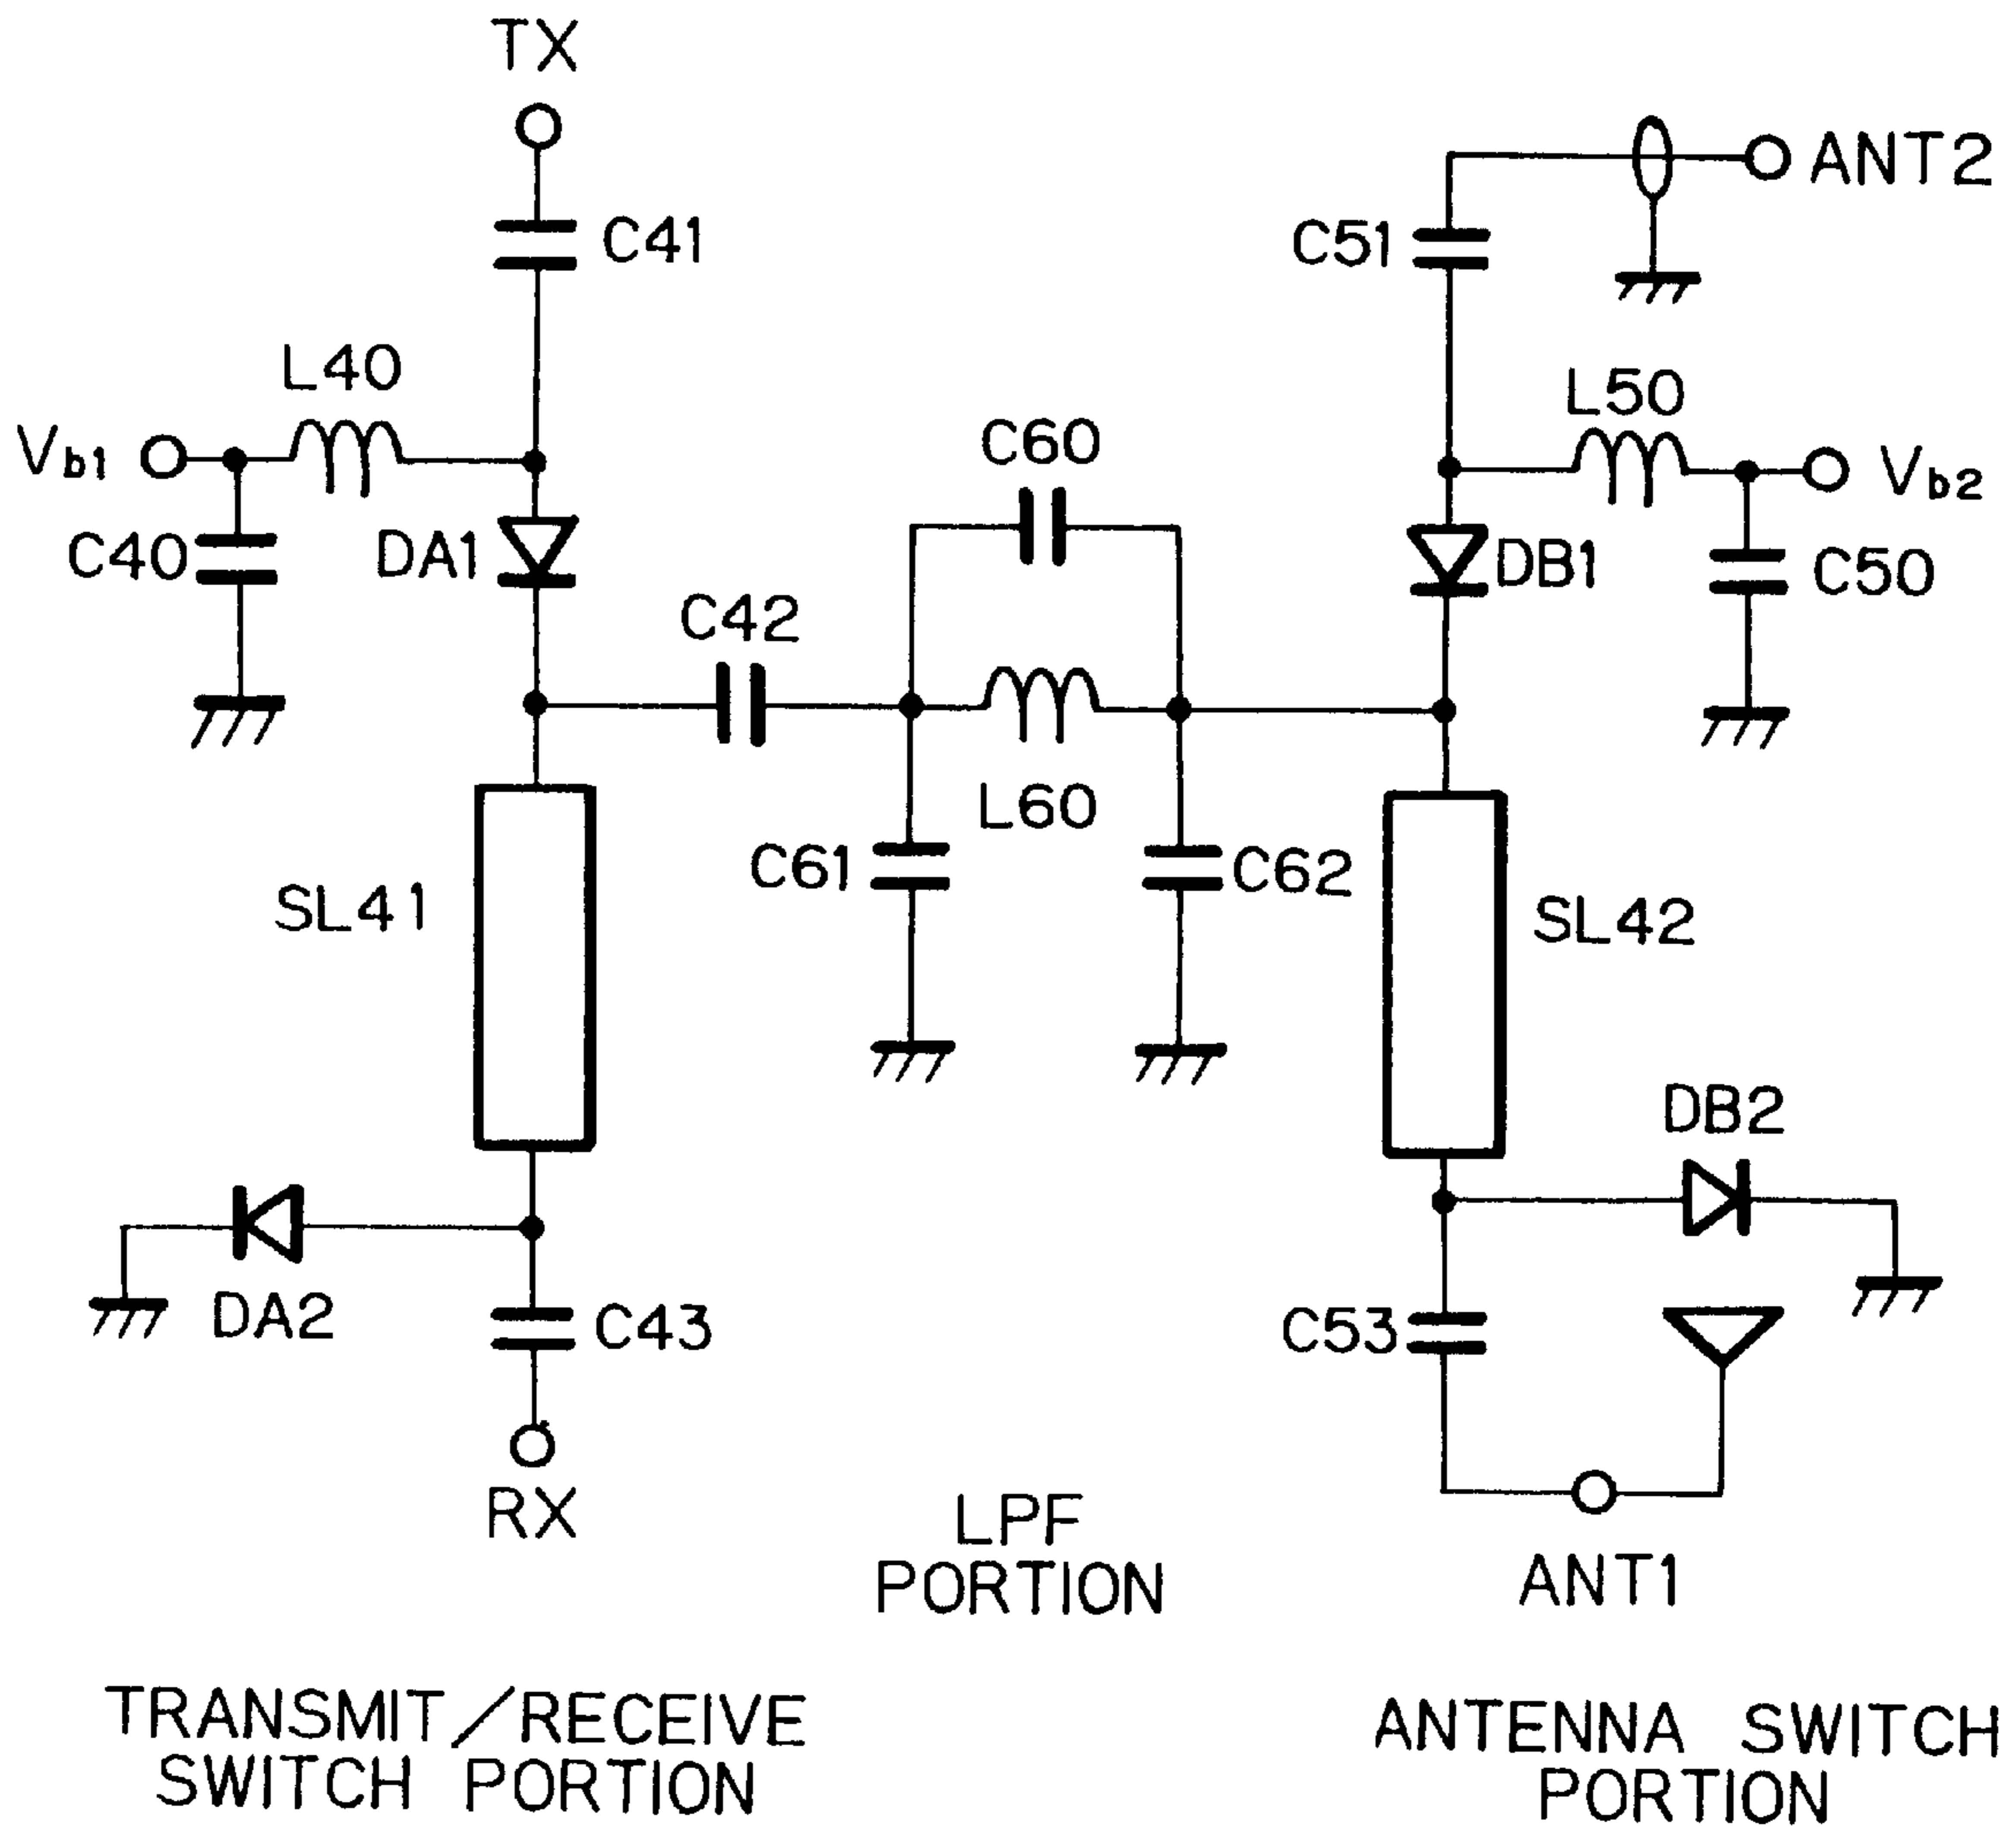 TX
ANT2
C41
C51
L40
L50
Vb1
C60
Vb2
C40
DA1
DB1
C50
C42
L60
C61
C62
SL41
SL42
DB2
DA2
C43
C53
RX
LPF
PORTION
ANT1
TRANSMIT/RECEIVE
SWITCH PORTION
ANTENNA SWITCH
PORTION